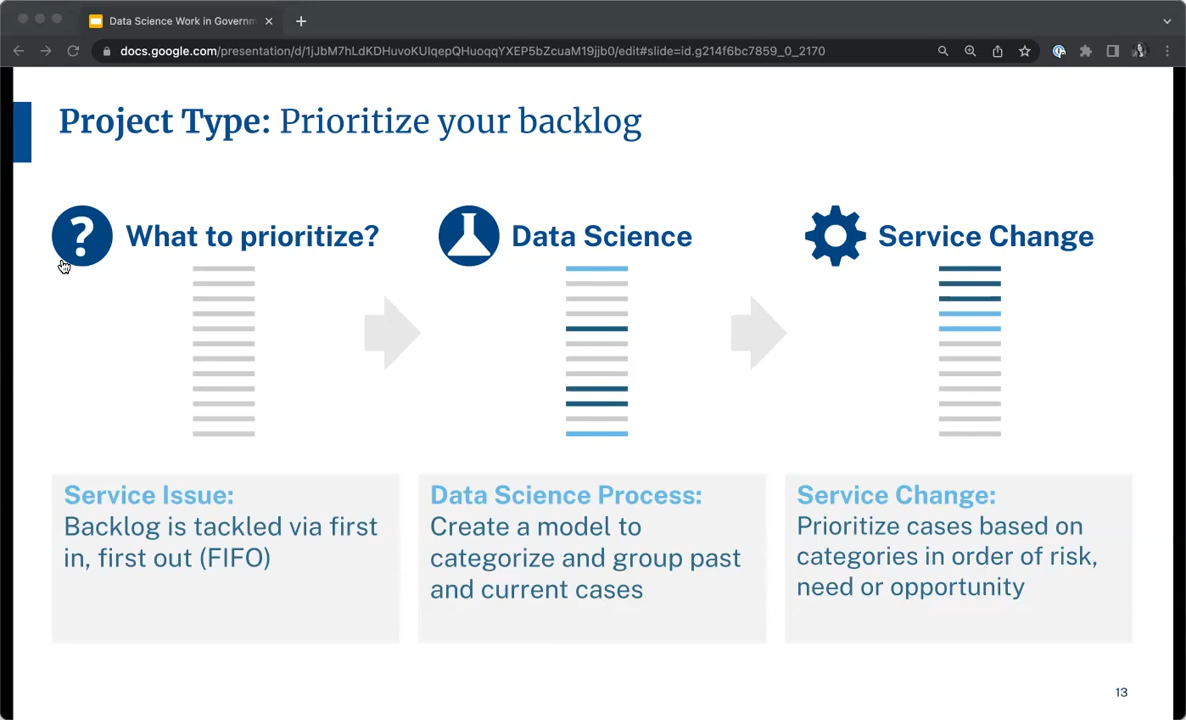 Data Science Work in Governm
docs.google.com/presentation/d/1jJbM7hLdKDHuvoKUIqepQHuoqqYXEP5bZcuaM19jjb0/edit#slide=id.g214f6bc7859_0_2170
Project Type: Prioritize your backlog
What to prioritize?
Data Science
Service Change
Service Issue:
Backlog is tackled via first
in, first out (FIFO)
Data Science Process:
Create a model to
categorize and group past
and current cases
Service Change:
Prioritize cases based on
categories in order of risk,
need or opportunity
13